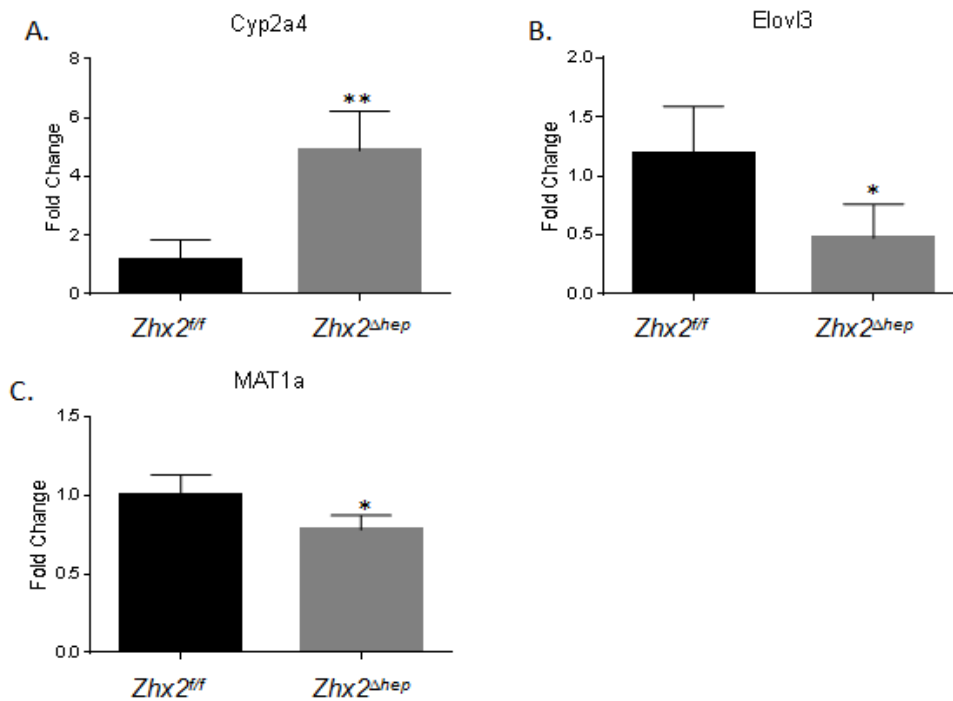 A.
Cyp2a4
Fold Change
8
6
4
2
0
**
Zhx2f/f
Zhx2Δhep
B.
Elovl3
Fold Change
2.0
1.5
1.0
0.5
0.0
*
Zhx2f/f
Zhx2Δhep
C.
MAT1a
Fold Change
1.5
1.0
0.5
0.0
*
Zhx2f/f
Zhx2Δhep